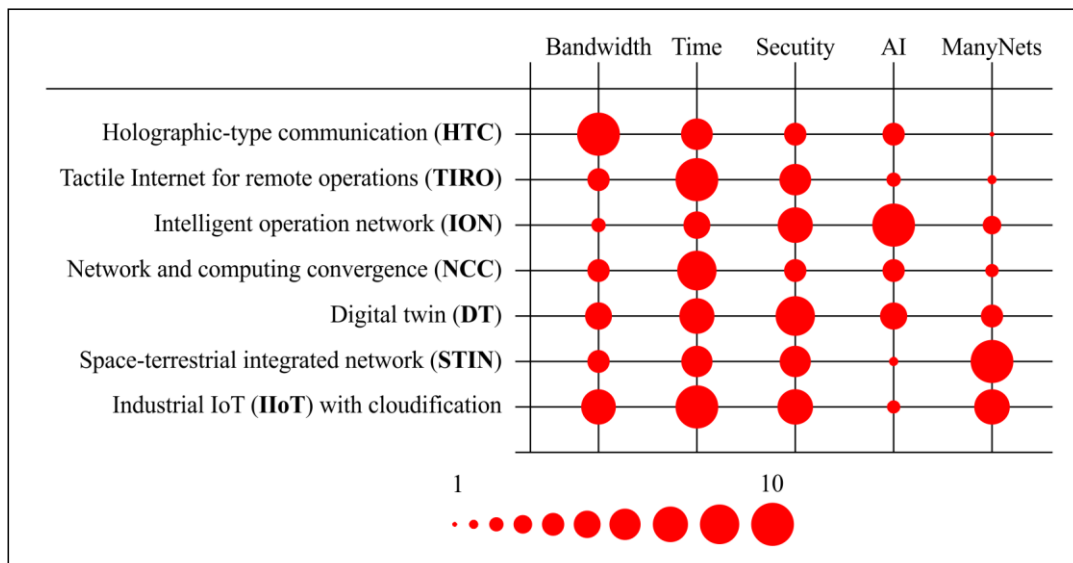 Bandwidth Time Secutity AI ManyNets
Holographic-type communication (HTC)
Tactile Internet for remote operations (TIRO)
Intelligent operation network (ION)
Network and computing convergence (NCC)
Digital twin (DT)
Space-terrestrial integrated network (STIN)
Industrial IoT (IIoT) with cloudification
1 10